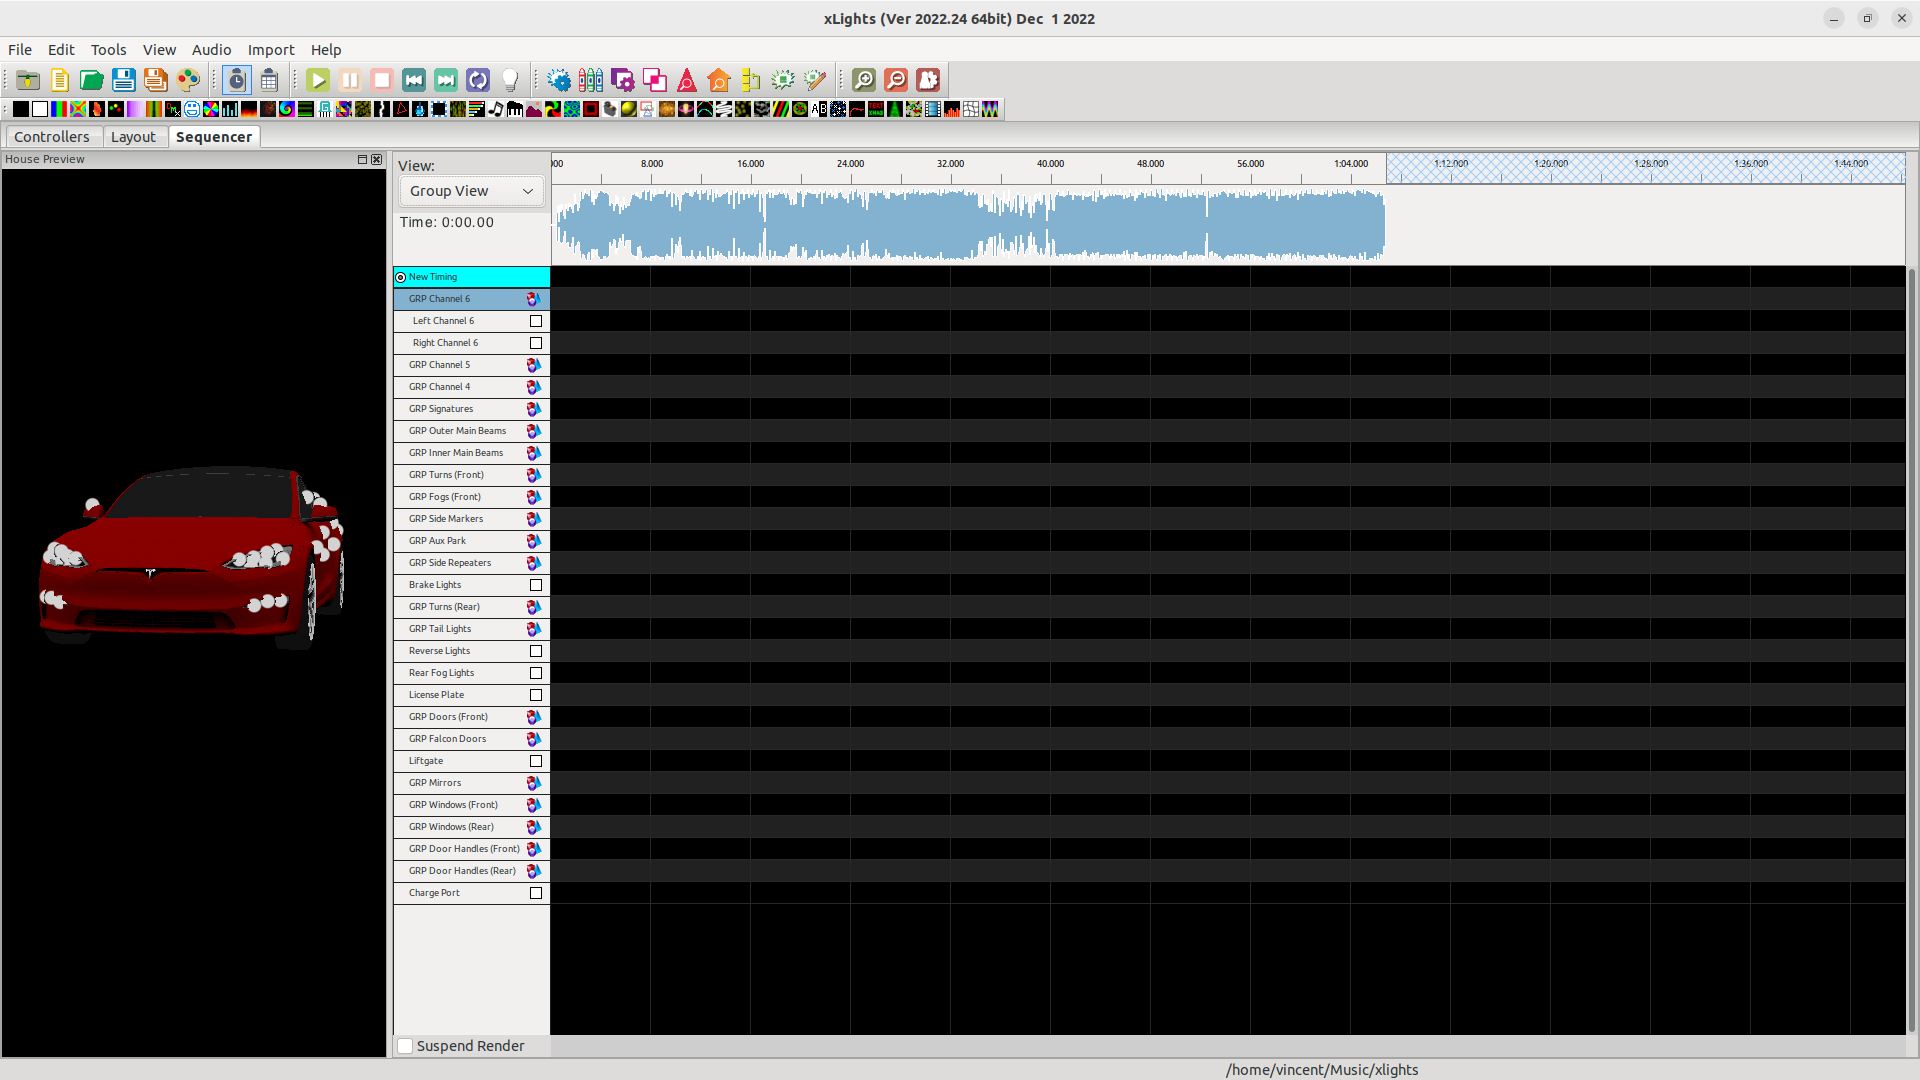 xLights (Ver 2022.24 64bit) Dec  1 2022
File Edit Tools View Audio Import Help
Controllers Layout Sequencer
House Preview
View:
Group View
Time: 0:00.00
8.000 16.000 24.000 32.000 40.000 48.000 56.000 1:04.000 1:12.000 1:20.000 1:28.000 1:36.000 1:44.000
New Timing
GRP Channel 6
Left Channel 6
Right Channel 6
GRP Channel 5
GRP Channel 4
GRP Signatures
GRP Outer Main Beams
GRP Inner Main Beams
GRP Turns (Front)
GRP Fogs (Front)
GRP Side Markers
GRP Aux Park
GRP Side Repeaters
Brake Lights
GRP Turns (Rear)
GRP Tail Lights
Reverse Lights
Rear Fog Lights
License Plate
GRP Doors (Front)
GRP Falcon Doors
Liftgate
GRP Mirrors
GRP Windows (Front)
GRP Windows (Rear)
GRP Door Handles (Front)
GRP Door Handles (Rear)
Charge Port
Suspend Render
/home/vincent/Music/xlights